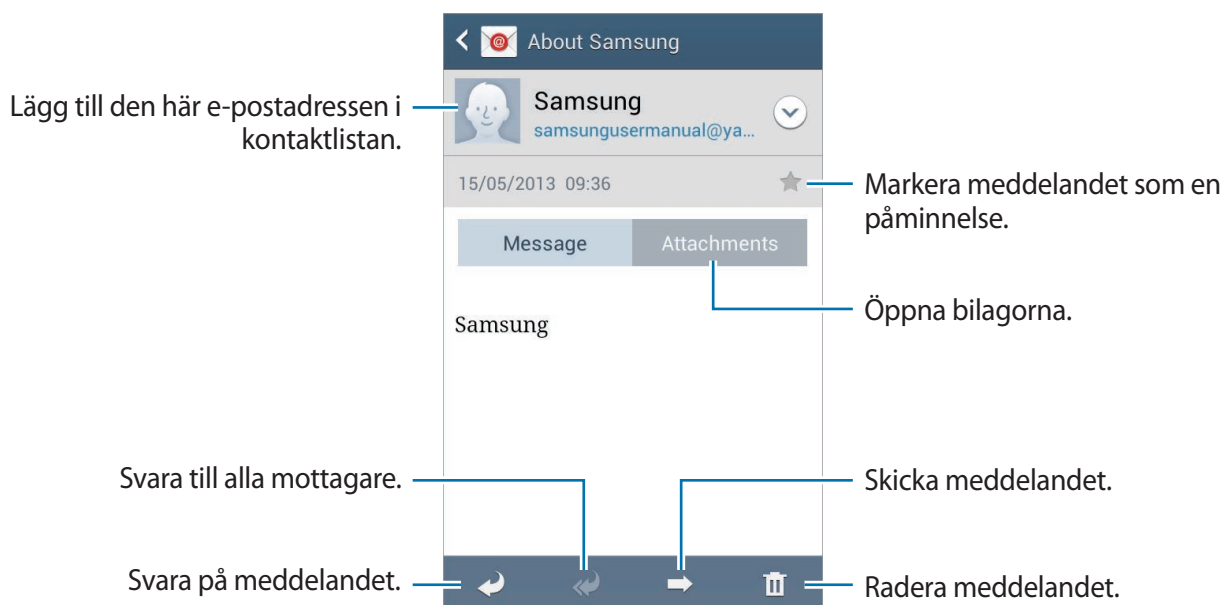 About Samsung
Lägg till den här e-postadressen i
kontaktlistan.
Samsung
samsungusermanual@ya...
15/05/2013 09:36
Markera meddelandet som en
påminnelse.
Message
Attachments
Öppna bilagorna.
Samsung
Svara till alla mottagare.
Skicka meddelandet.
Svara på meddelandet.
Radera meddelandet.